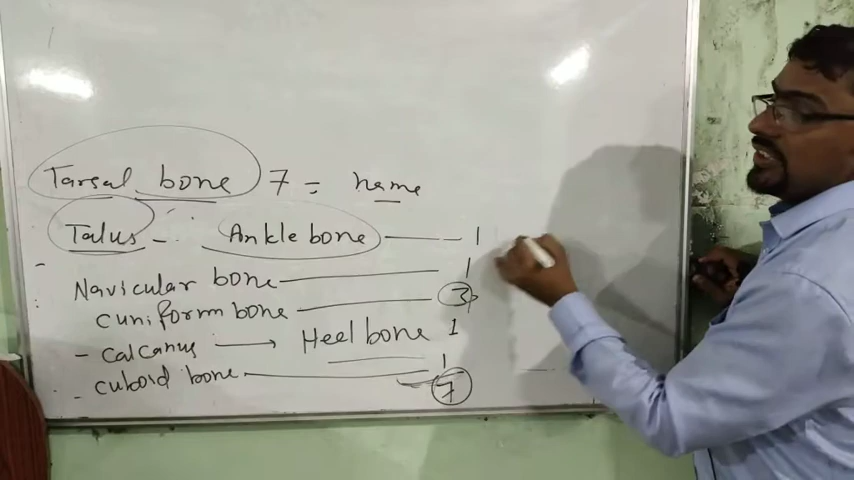 Tarsal bone 7 = name
Talus - Ankle bone — 1
Navicular bone — 1
cuniform bone — 3
- calcanus → Heel bone 1
- cuboid bone — 1
7